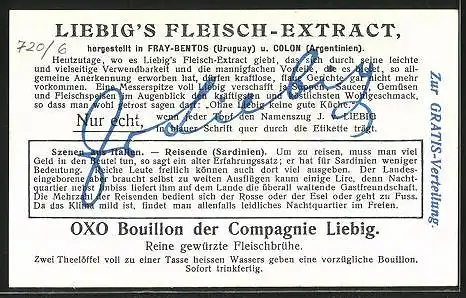 LIEBIG'S FLEISCH-EXTRACT,
720/6
hergestellt in FRAY-BENTOS (Uruguay) u. COLON (Argentinien).
Heutzutage, wo es Liebig's Fleisch-Extract giebt, das sich durch seine leichte
und vielseitige Verwendbarkeit und die mannigfachen Vorteile, die es bietet, so all-
gemeine Anerkennung erworben hat, dürfen kraftlose, flaue Gerichte gar nicht mehr
vorkommen. Eine Messerspitze voll Liebig verschafft ja Suppen, Saucen, Gemüsen
und Fleischspeisen im Augenblick den kräftigsten und köstlichsten Wohlgeschmack,
so dass man wohl getrost sagen darf: „Ohne Liebig keine gute Küche."
Nur echt, wenn jeder Topf den Namenszug J. v. LIEBIG
in blauer Schrift quer durch die Etikette trägt.
J v Liebig
Szenen aus Italien. — Reisende (Sardinien). Um zu reisen, muss man viel
Geld in den Beutel tun, so sagt ein alter Erfahrungssatz; er hat für Sardinien weniger
Bedeutung. Reiche Leute freilich können auch dort viel ausgeben. Der Landes-
eingeborene aber braucht selbst zu weiten Ausflügen kaum einige Lire, denn Nacht-
quartier und Imbiss liefert ihm auf dem Lande die überall waltende Gastfreundschaft.
Die Mehrzahl der Reisenden bedient sich der Rosse oder der Esel oder geht zu Fuss.
Da das Klima mild ist, findet man allenfalls leidliches Nachtquartier im Freien.
OXO Bouillon der Compagnie Liebig.
Reine gewürzte Fleischbrühe.
Zwei Theelöffel voll zu einer Tasse heissen Wassers geben eine vorzügliche Bouillon.
Sofort trinkfertig.
Zur GRATIS-Verteilung.